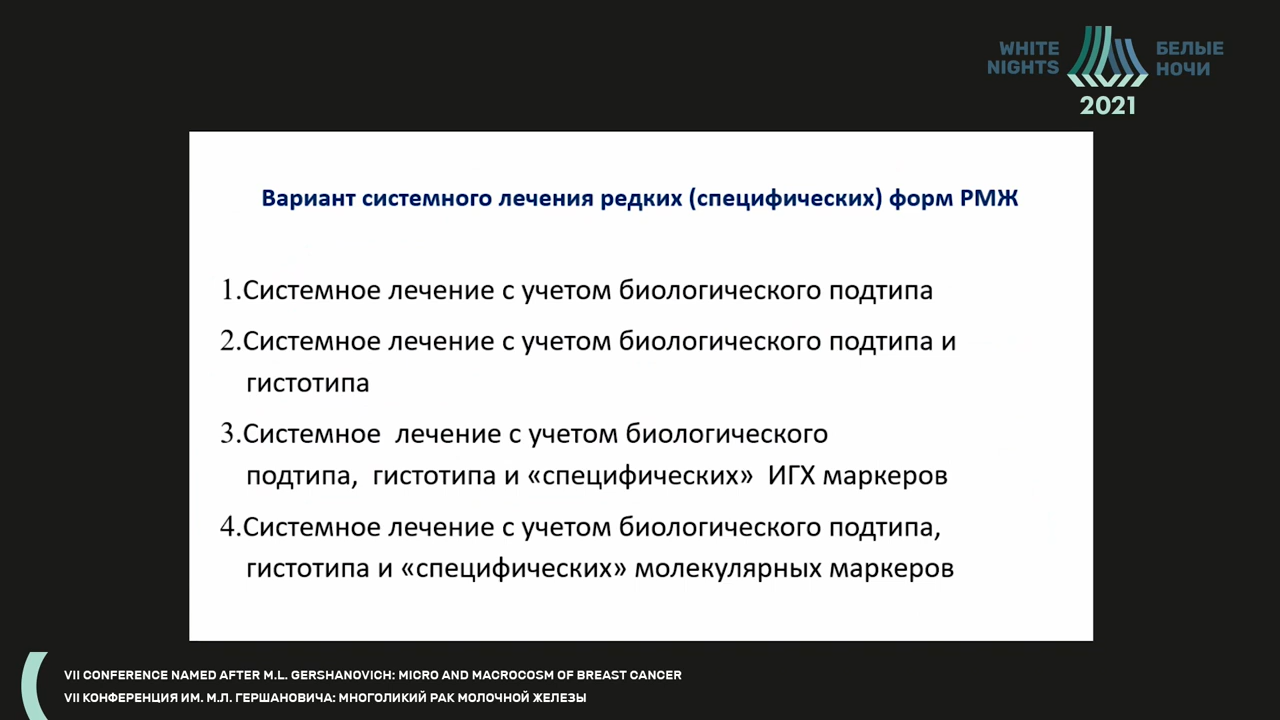 WHITE NIGHTS
БЕЛЫЕ НОЧИ
2021
Вариант системного лечения редких (специфических) форм РМЖ
1.Системное лечение с учетом биологического подтипа
2.Системное лечение с учетом биологического подтипа и
гистотипа
3.Системное лечение с учетом биологического
подтипа, гистотипа и «специфических» ИГХ маркеров
4.Системное лечение с учетом биологического подтипа,
гистотипа и «специфических» молекулярных маркеров
VII CONFERENCE NAMED AFTER M.L. GERSHANOVICH: MICRO AND MACROCOSM OF BREAST CANCER
VII КОНФЕРЕНЦИЯ ИМ. М.Л. ГЕРШАНОВИЧА: МНОГОЛИКИЙ РАК МОЛОЧНОЙ ЖЕЛЕЗЫ